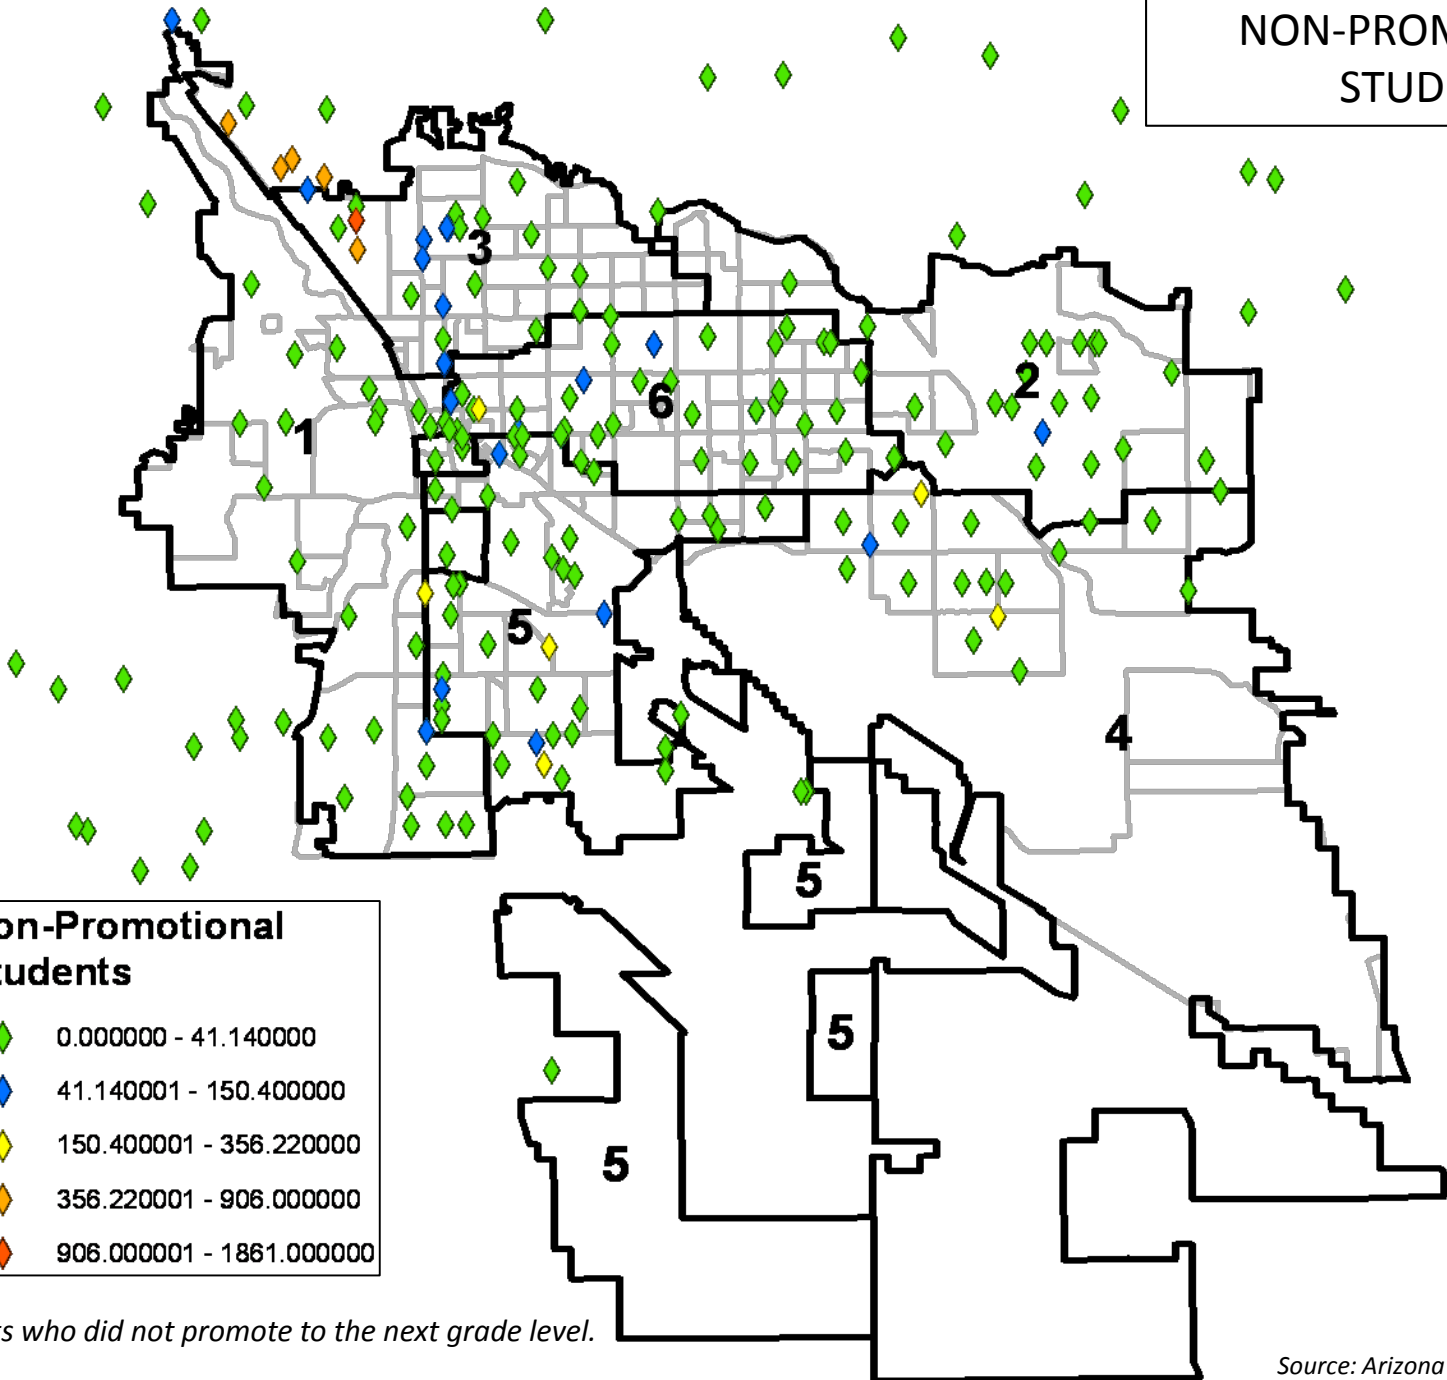 NON-PROM
STUD
3
2
6
1
5
4
5
5
5
on-Promotional
tudents
0.000000 - 41.140000
41.140001 - 150.400000
150.400001 - 356.220000
356.220001 - 906.000000
906.000001 - 1861.000000
ts who did not promote to the next grade level.
Source: Arizona